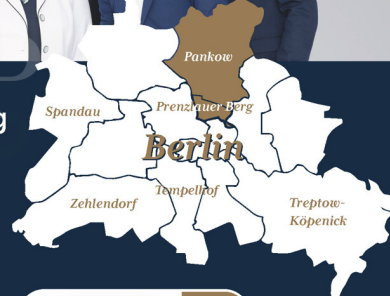 Pankow
Spandau
Prenzlauer Berg
g
Berlin
Tempelhof
Zehlendorf
Treptow-
Köpenick